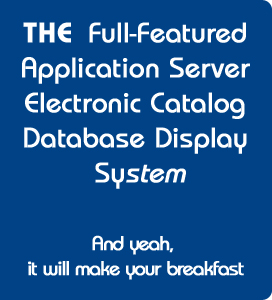 THE Full-Featured
Application Server
Electronic Catalog
Database Display
System
And yeah,
it will make your breakfast